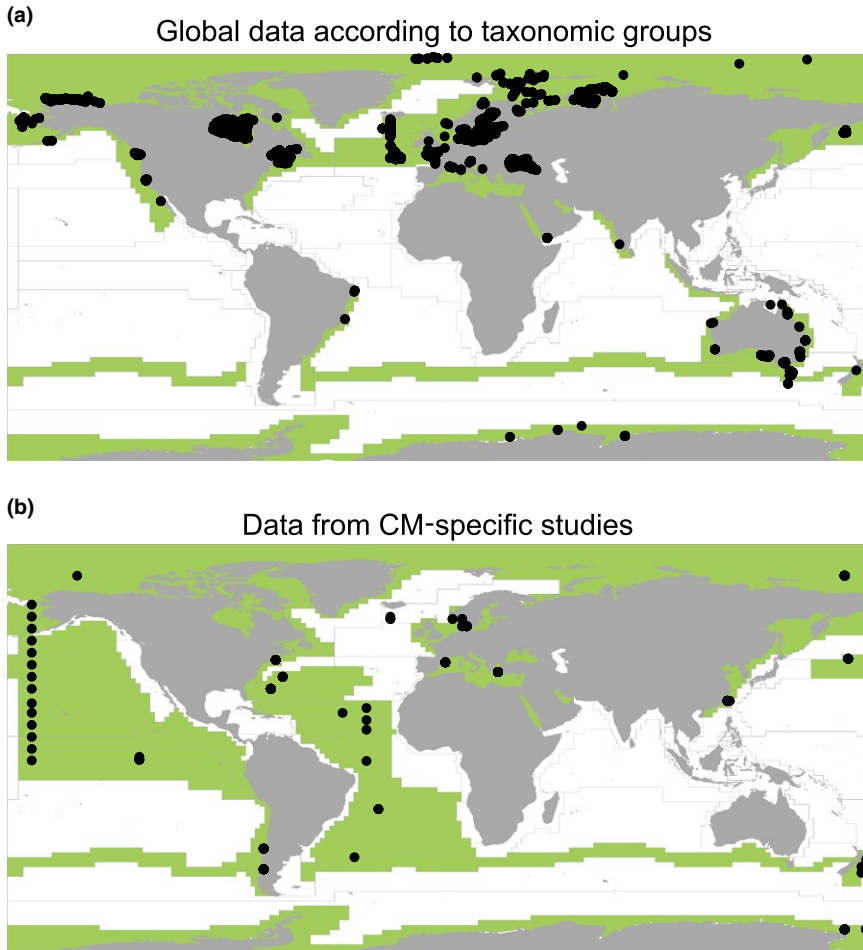 (a)
Global data according to taxonomic groups
(b)
Data from CM-specific studies